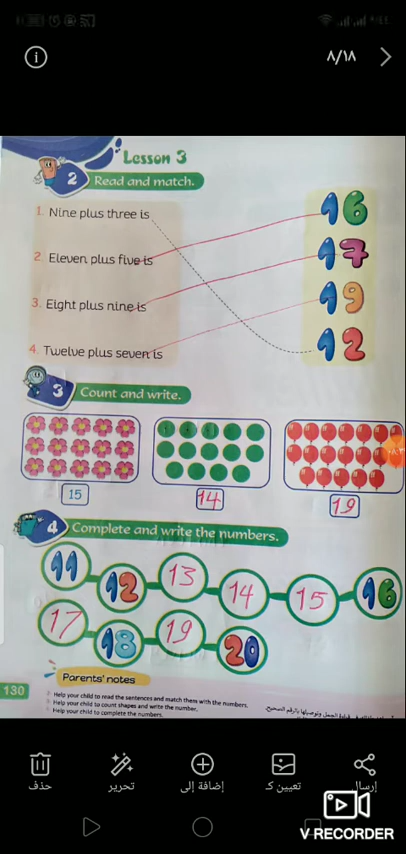 ٨/١٨
Lesson 3
2 Read and match.
1. Nine plus three is
16
2. Eleven plus five is
17
3. Eight plus nine is
19
4. Twelve plus seven is
12
3 Count and write.
15
14
19
4 Complete and write the numbers.
11
12
13
14
15
16
17
18
19
20
Parents' notes
130
Help your child to read the sentences and match them with the numbers.
Help your child to count shapes and write the number.
Help your child to complete the numbers.
حذف
تحرير
إضافة إلى
تعيين كـ
إرسال
V RECORDER